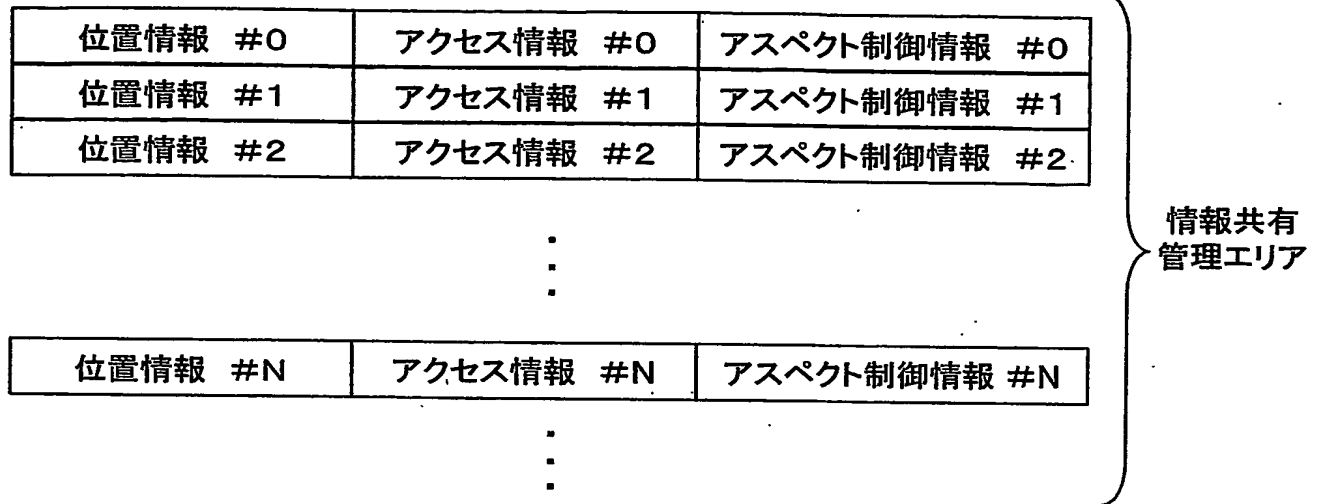 位置情報 #0 アクセス情報 #0 アスペクト制御情報 #0
位置情報 #1 アクセス情報 #1 アスペクト制御情報 #1
位置情報 #2 アクセス情報 #2 アスペクト制御情報 #2
情報共有
管理エリア
位置情報 #N アクセス情報 #N アスペクト制御情報 #N